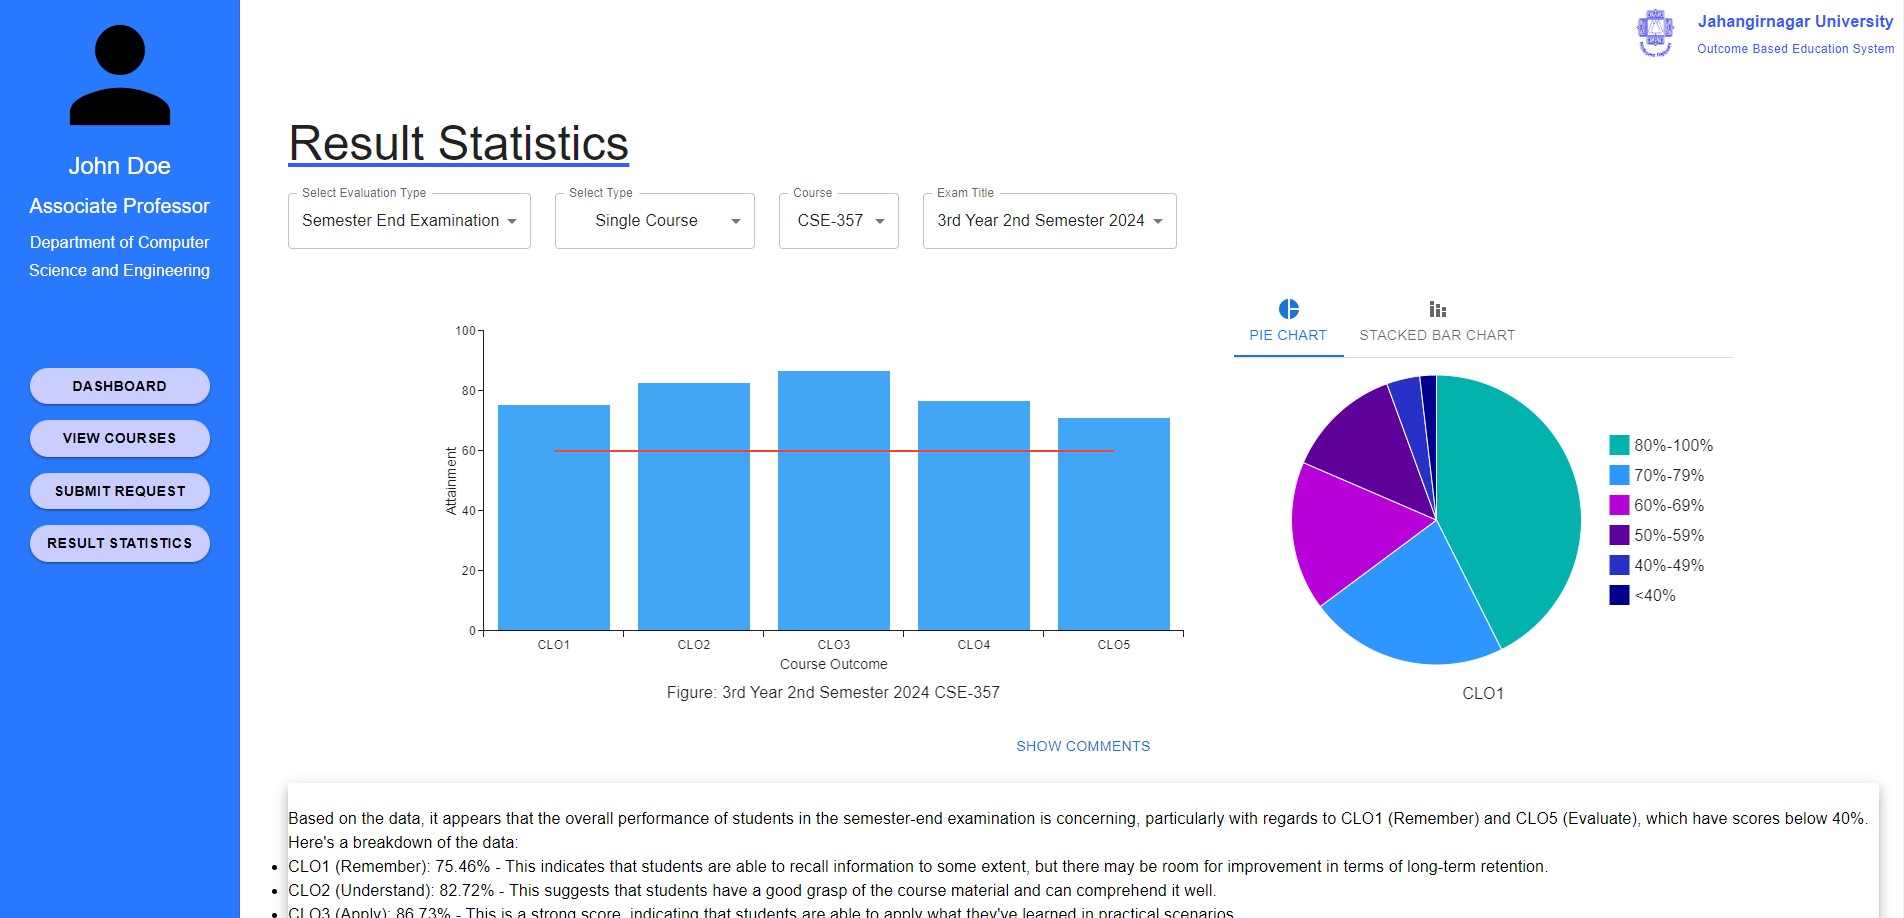 Jahangirnagar University
Outcome Based Education System
John Doe
Associate Professor
Department of Computer
Science and Engineering
DASHBOARD
VIEW COURSES
SUBMIT REQUEST
RESULT STATISTICS
Result Statistics
Select Evaluation Type
Semester End Examination
Select Type
Single Course
Course
CSE-357
Exam Title
3rd Year 2nd Semester 2024
100
80
60
40
20
0
Attainment
CLO1
CLO2
CLO3
CLO4
CLO5
Course Outcome
Figure: 3rd Year 2nd Semester 2024 CSE-357
PIE CHART
STACKED BAR CHART
80%-100%
70%-79%
60%-69%
50%-59%
40%-49%
<40%
CLO1
SHOW COMMENTS
Based on the data, it appears that the overall performance of students in the semester-end examination is concerning, particularly with regards to CLO1 (Remember) and CLO5 (Evaluate), which have scores below 40%.
Here's a breakdown of the data:
CLO1 (Remember): 75.46% - This indicates that students are able to recall information to some extent, but there may be room for improvement in terms of long-term retention.
CLO2 (Understand): 82.72% - This suggests that students have a good grasp of the course material and can comprehend it well.
CLO3 (Apply): 86.73% - This is a strong score, indicating that students are able to apply what they've learned in practical scenarios.